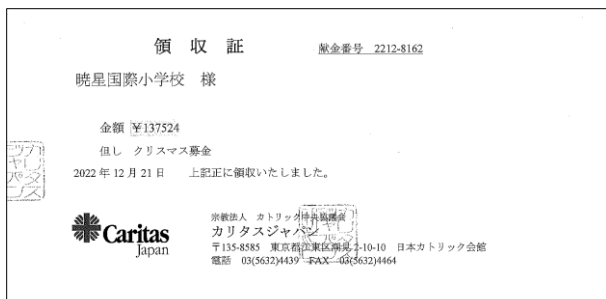 領収証
献金番号 2212-8162
暁星国際小学校 様
金額 ¥137524
但し クリスマス募金
2022年12月21日 上記正に領収いたしました。
Caritas
Japan
宗教法人 カトリック中央協議会
カリタスジャパン
〒135-8585 東京都江東区潮見2-10-10 日本カトリック会館
電話 03(5632)4439 FAX 03(5632)4464